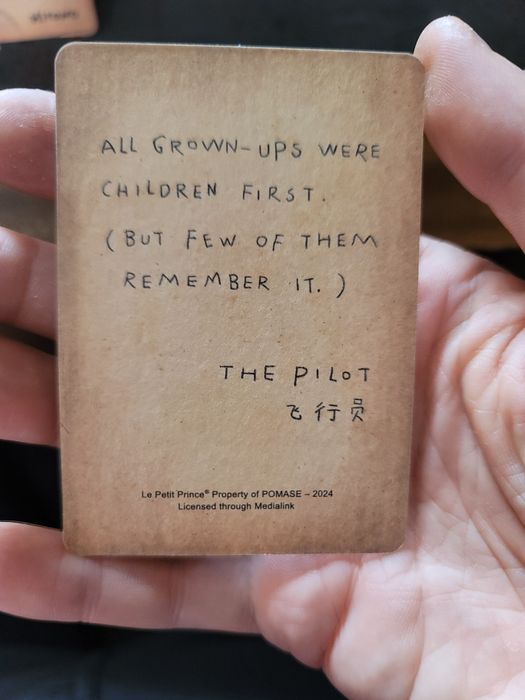 ALL GROWN-UPS WERE
CHILDREN FIRST.
(BUT FEW OF THEM
REMEMBER IT.)
THE PILOT
飞行员
Le Petit Prince® Property of POMASE – 2024
Licensed through Medialink